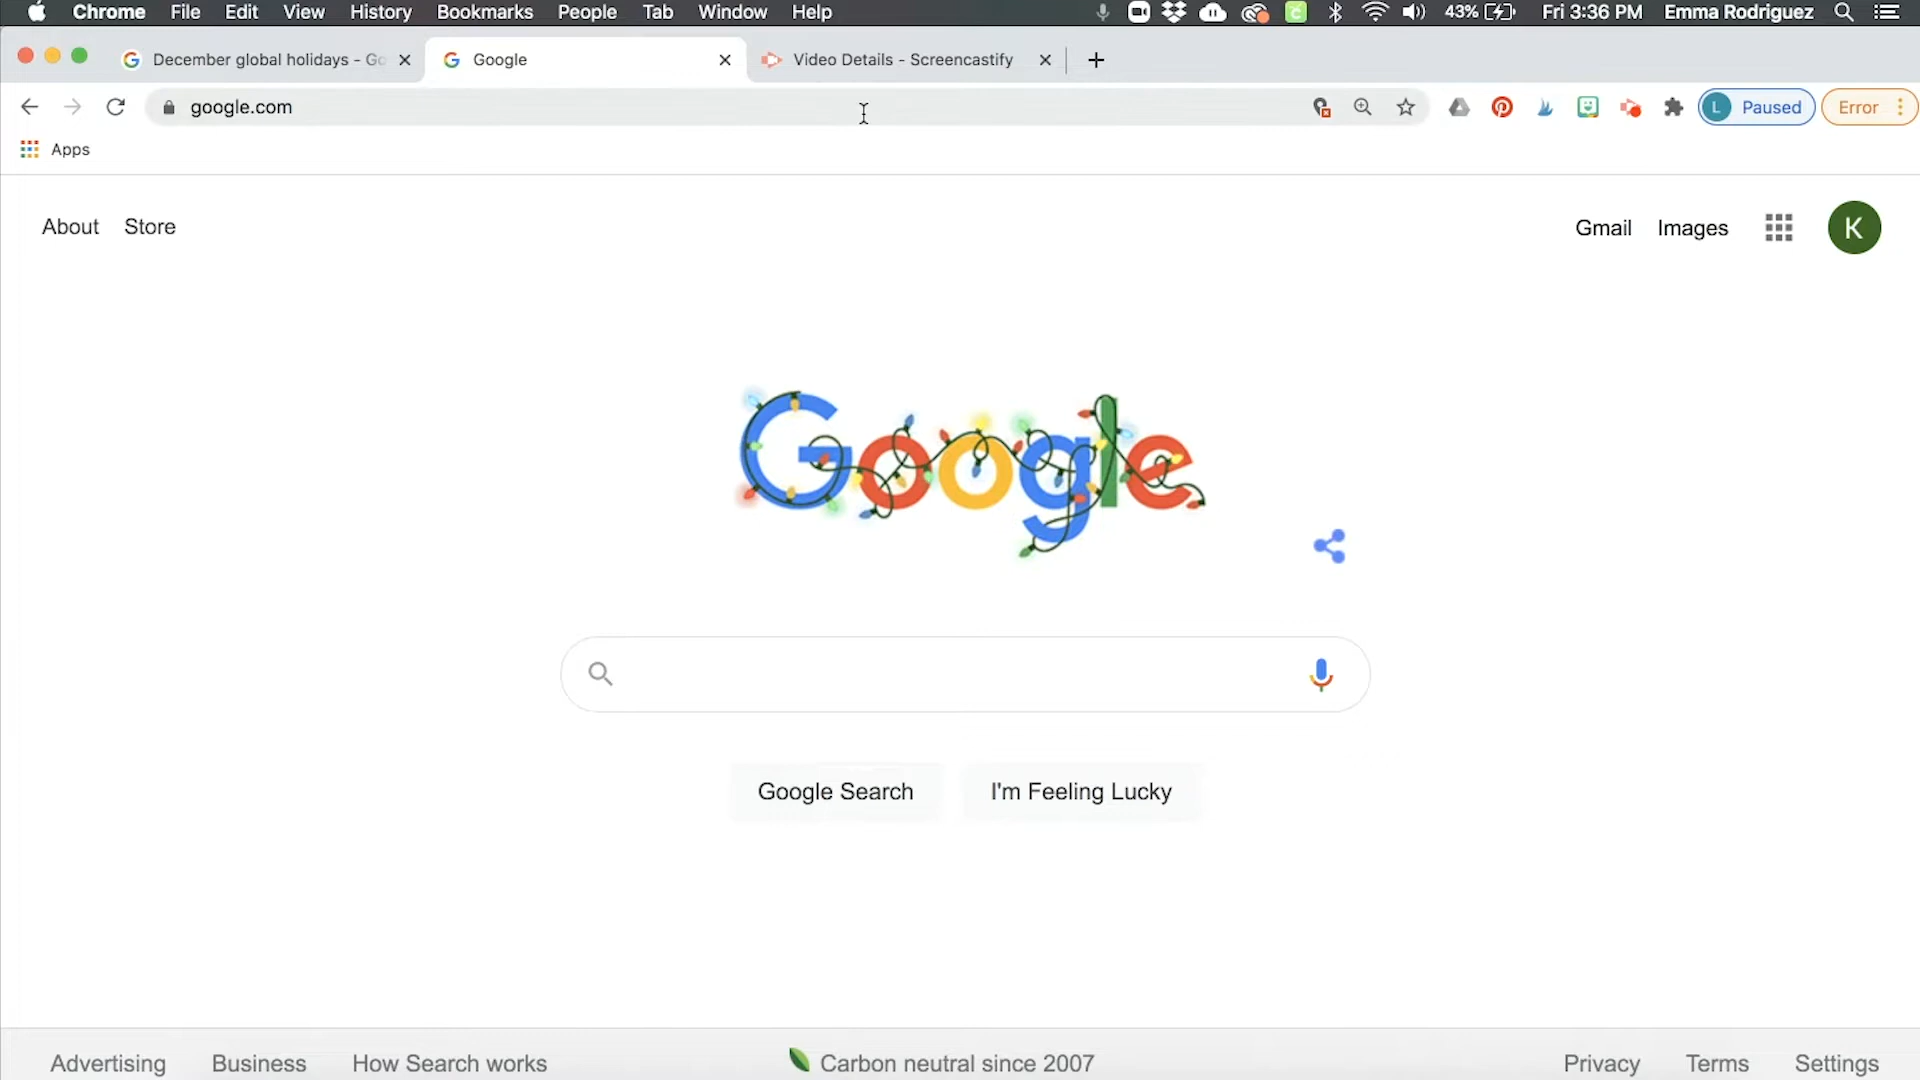 Chrome File Edit View History Bookmarks People Tab Window Help 43% Fri 3:36 PM Emma Rodriguez
December global holidays - Go Google Video Details - Screencastify
google.com L Paused Error
Apps
About Store Gmail Images K
Google
Google Search I'm Feeling Lucky
Advertising Business How Search works Carbon neutral since 2007 Privacy Terms Settings